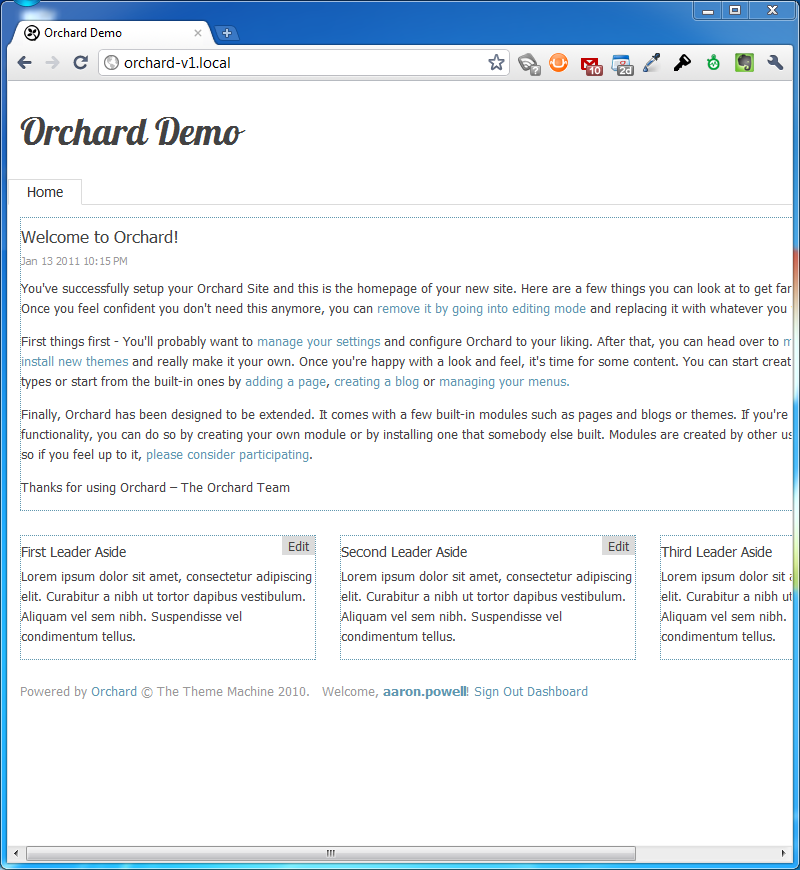 Orchard Demo
orchard-v1.local
10
2d
Orchard Demo
Home
Welcome to Orchard!
Jan 13 2011 10:15 PM
You've successfully setup your Orchard Site and this is the homepage of your new site. Here are a few things you can look at to get far
Once you feel confident you don't need this anymore, you can remove it by going into editing mode and replacing it with whatever you
First things first - You'll probably want to manage your settings and configure Orchard to your liking. After that, you can head over to m
install new themes and really make it your own. Once you're happy with a look and feel, it's time for some content. You can start creat
types or start from the built-in ones by adding a page, creating a blog or managing your menus.
Finally, Orchard has been designed to be extended. It comes with a few built-in modules such as pages and blogs or themes. If you're
functionality, you can do so by creating your own module or by installing one that somebody else built. Modules are created by other us
so if you feel up to it, please consider participating.
Thanks for using Orchard – The Orchard Team
First Leader Aside Edit
Lorem ipsum dolor sit amet, consectetur adipiscing
elit. Curabitur a nibh ut tortor dapibus vestibulum.
Aliquam vel sem nibh. Suspendisse vel
condimentum tellus.
Second Leader Aside Edit
Lorem ipsum dolor sit amet, consectetur adipiscing
elit. Curabitur a nibh ut tortor dapibus vestibulum.
Aliquam vel sem nibh. Suspendisse vel
condimentum tellus.
Third Leader Aside
Lorem ipsum dolor sit a
elit. Curabitur a nibh ut
Aliquam vel sem nibh.
condimentum tellus.
Powered by Orchard © The Theme Machine 2010. Welcome, aaron.powell! Sign Out Dashboard